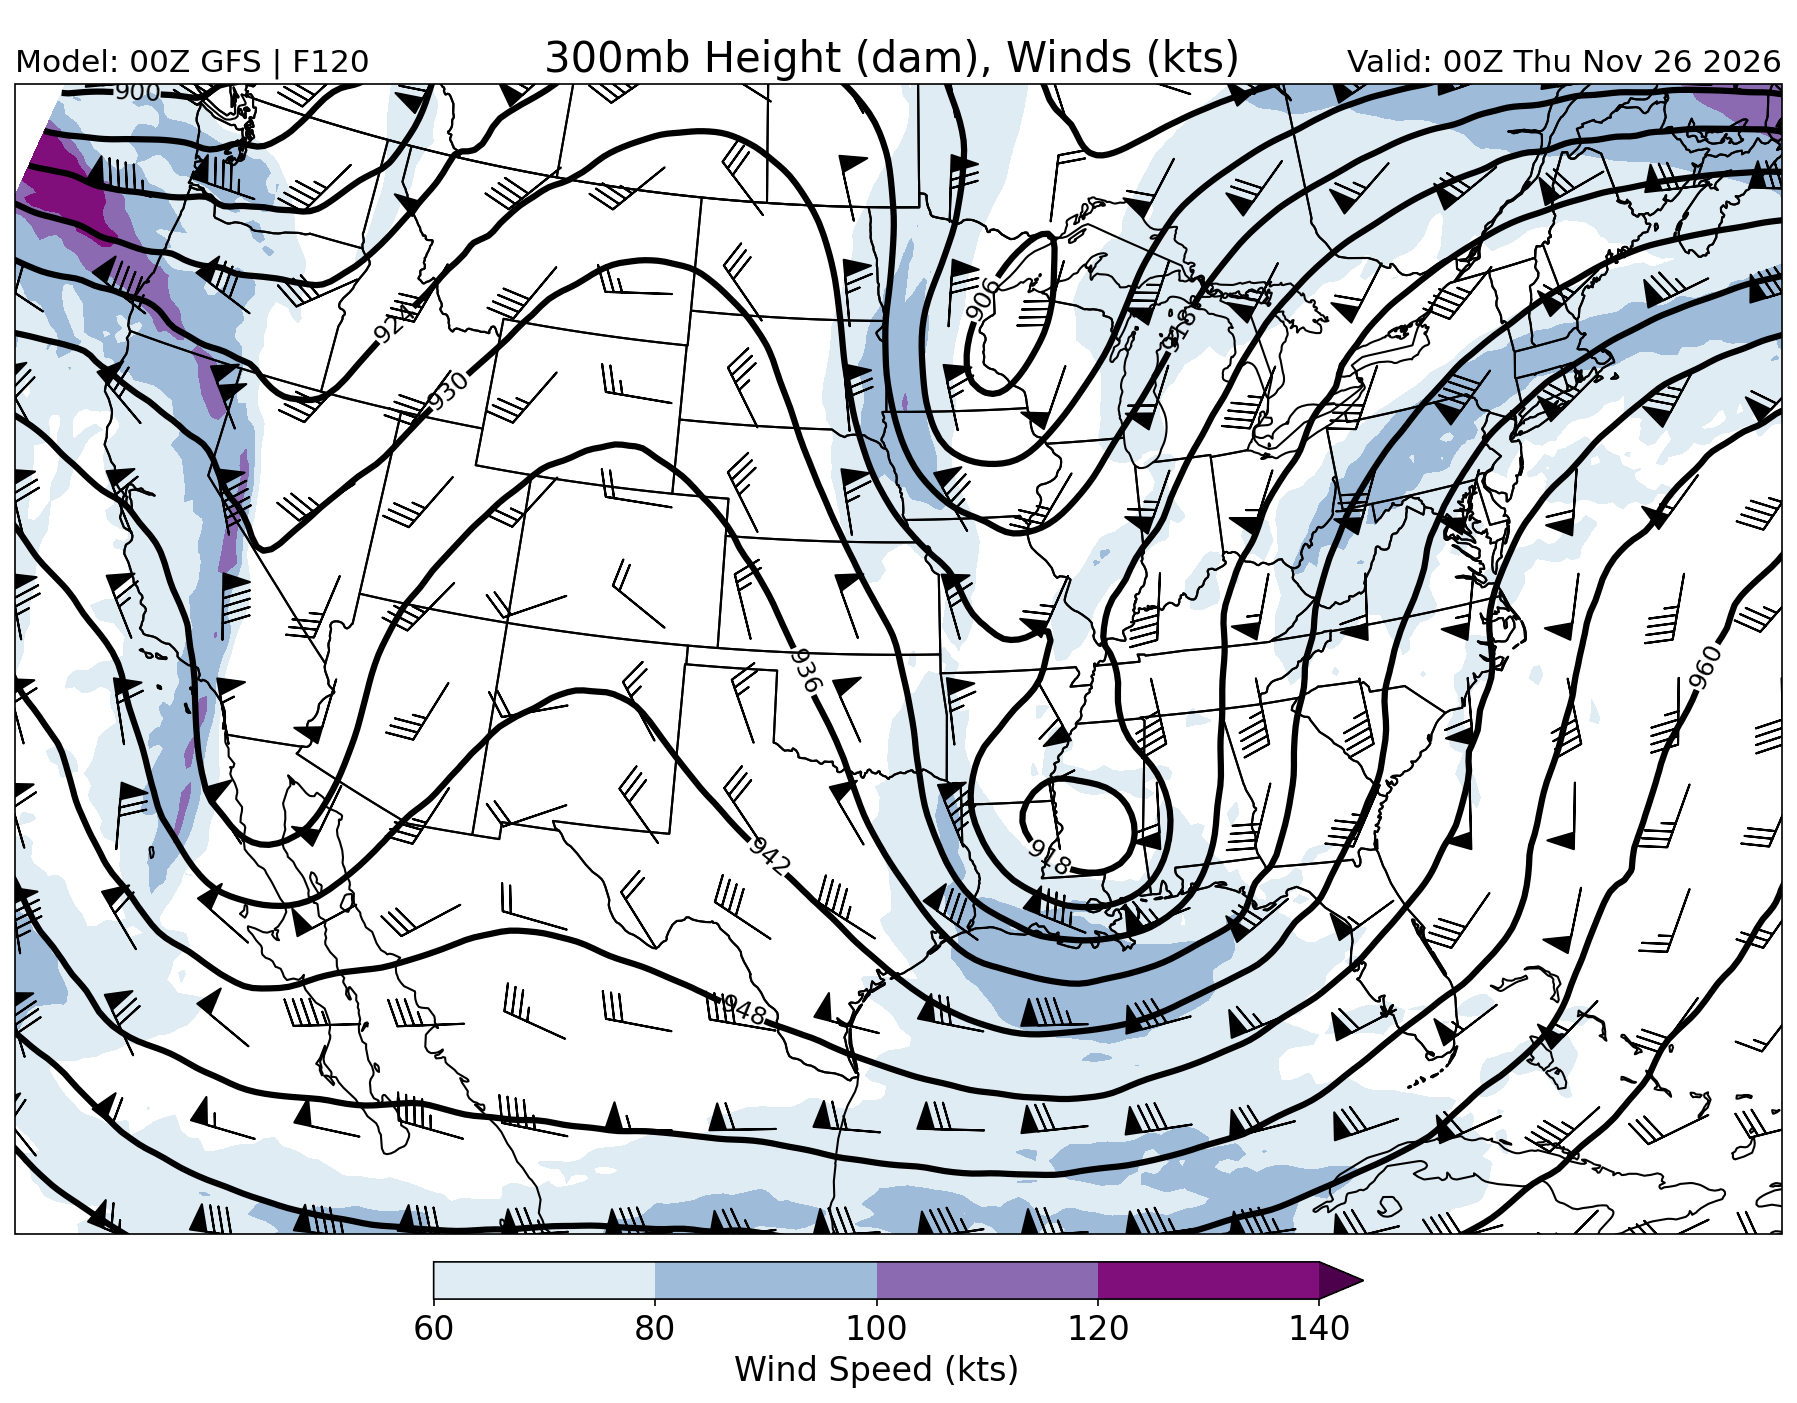 Model: 00Z GFS | F120
300mb Height (dam), Winds (kts)
Valid: 00Z Thu Nov 26 2026
900
906
924
918
930
936
960
942
918
948
60 80 100 120 140
Wind Speed (kts)